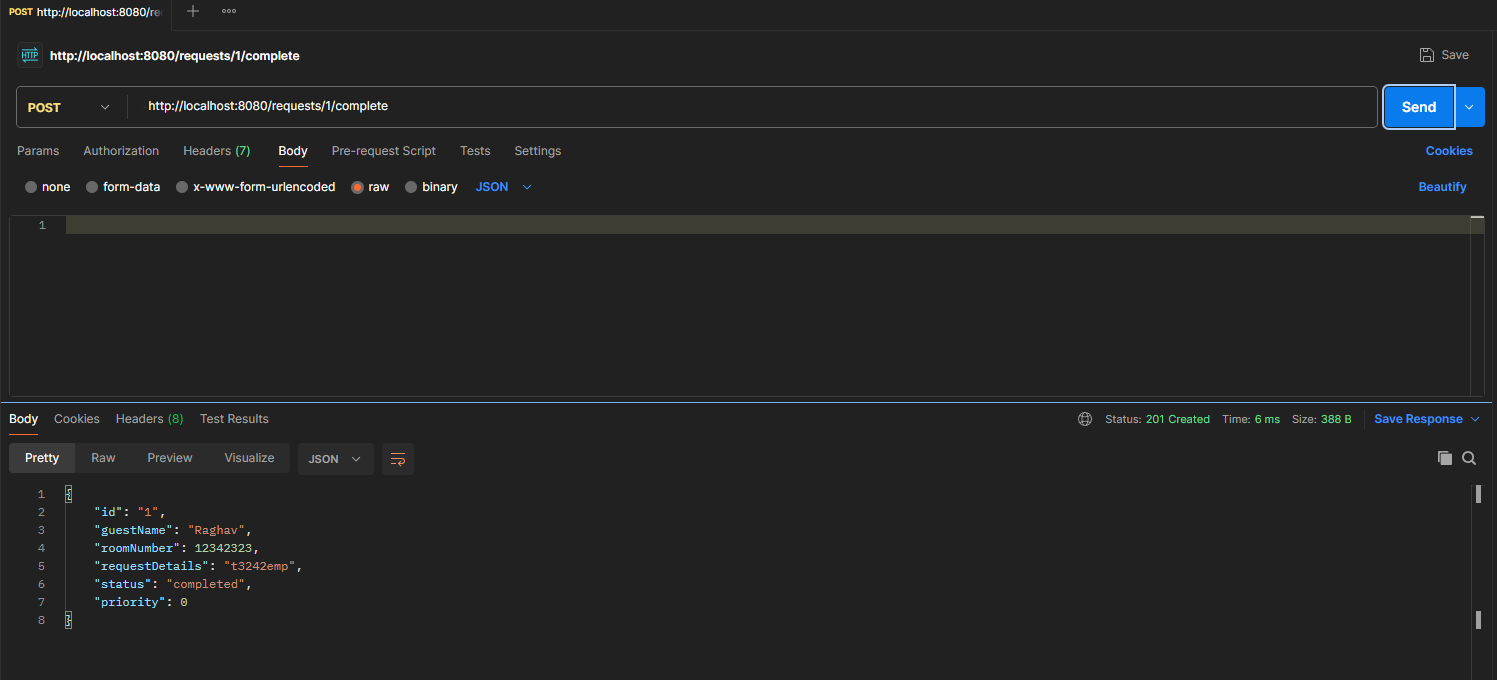 POST http://localhost:8080/re
HTTP http://localhost:8080/requests/1/complete Save
POST http://localhost:8080/requests/1/complete Send
Params Authorization Headers (7) Body Pre-request Script Tests Settings Cookies
none form-data x-www-form-urlencoded raw binary JSON Beautify
1
Body Cookies Headers (8) Test Results Status: 201 Created Time: 6 ms Size: 388 B Save Response
Pretty Raw Preview Visualize JSON
1 {
2 "id": "1",
3 "guestName": "Raghav",
4 "roomNumber": 12342323,
5 "requestDetails": "t3242emp",
6 "status": "completed",
7 "priority": 0
8 }